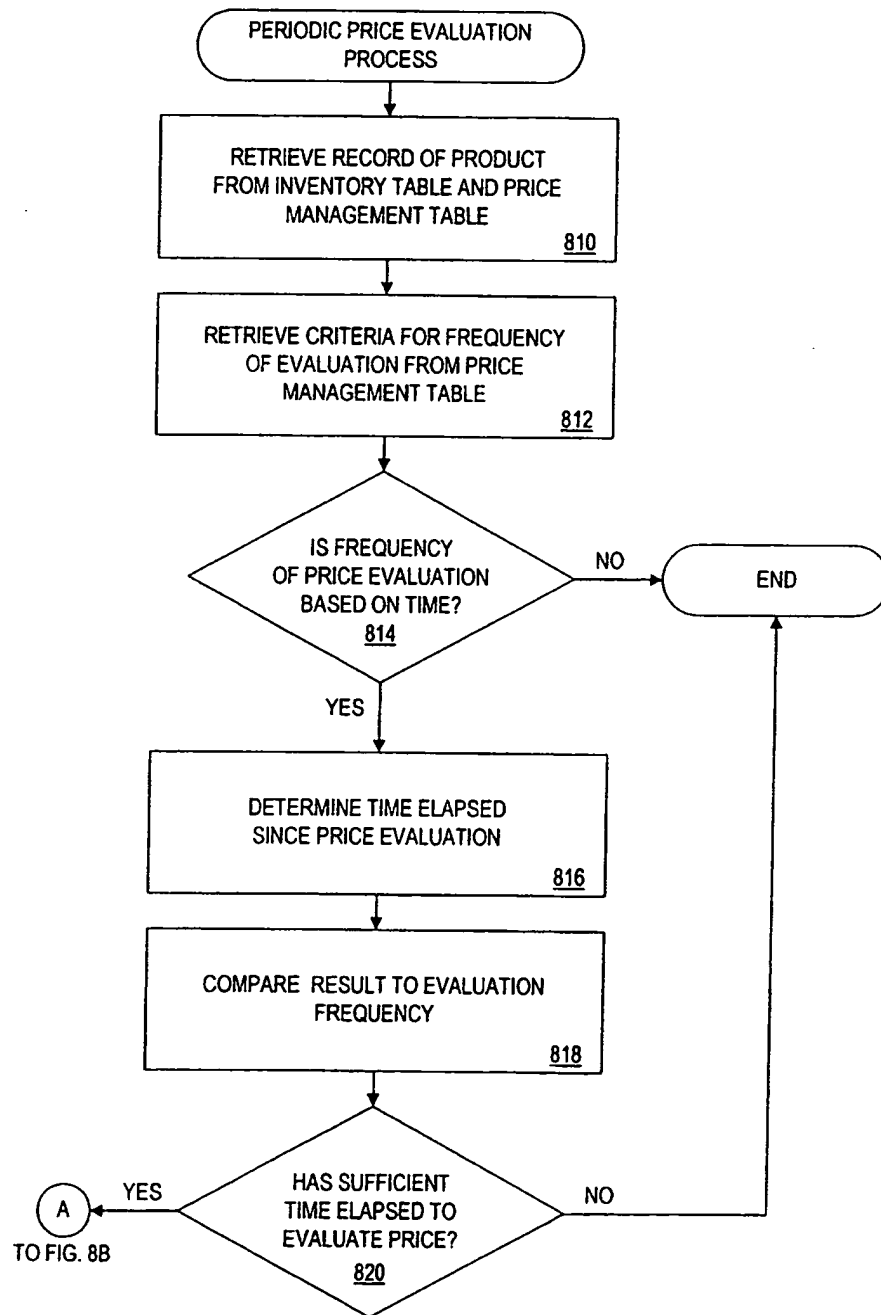 PERIODIC PRICE EVALUATION
PROCESS
RETRIEVE RECORD OF PRODUCT
FROM INVENTORY TABLE AND PRICE
MANAGEMENT TABLE
810
RETRIEVE CRITERIA FOR FREQUENCY
OF EVALUATION FROM PRICE
MANAGEMENT TABLE
812
IS FREQUENCY
OF PRICE EVALUATION
BASED ON TIME?
814
NO
END
YES
DETERMINE TIME ELAPSED
SINCE PRICE EVALUATION
816
COMPARE RESULT TO EVALUATION
FREQUENCY
818
HAS SUFFICIENT
TIME ELAPSED TO
EVALUATE PRICE?
820
YES
NO
A
TO FIG. 8B